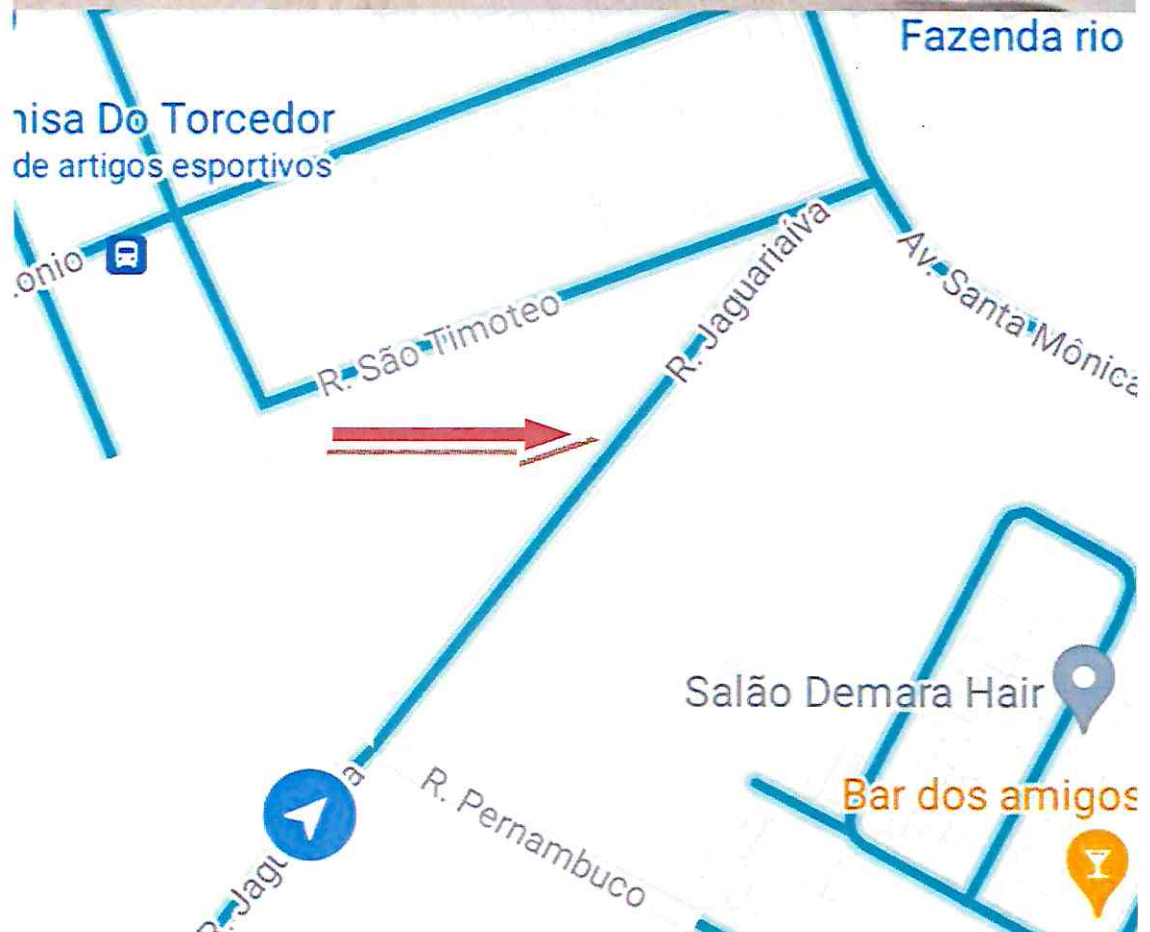 Fazenda rio
nisa Do Torcedor
de artigos esportivos
onio
R. São Timoteo
R. Jaguariaíva
Av. Santa Mônica
Salão Demara Hair
Bar dos amigos
R. Pernambuco
a
R. Jagu